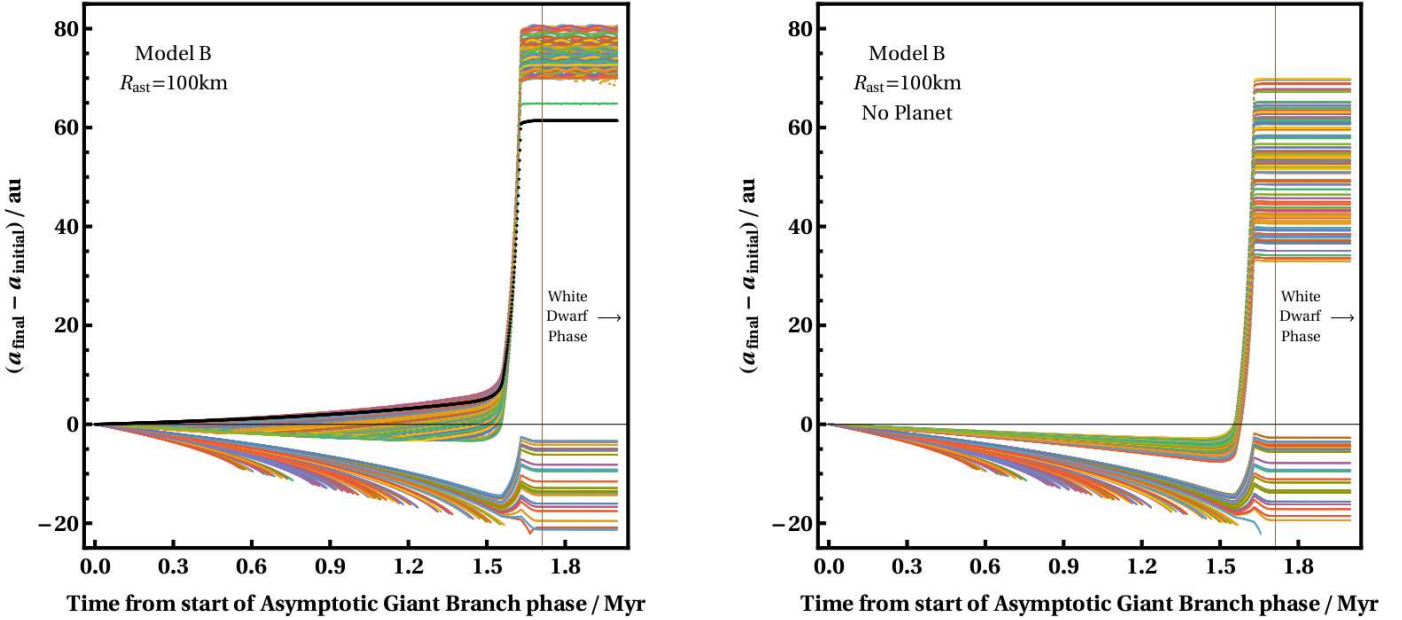 80
60
40
20
0
−20
Model B
R_ast=100km
White
Dwarf →
Phase
0.0 0.3 0.6 0.9 1.2 1.5 1.8
Time from start of Asymptotic Giant Branch phase / Myr
(a_final − a_initial) / au
80
60
40
20
0
−20
Model B
R_ast=100km
No Planet
White
Dwarf →
Phase
0.0 0.3 0.6 0.9 1.2 1.5 1.8
Time from start of Asymptotic Giant Branch phase / Myr
(a_final − a_initial) / au